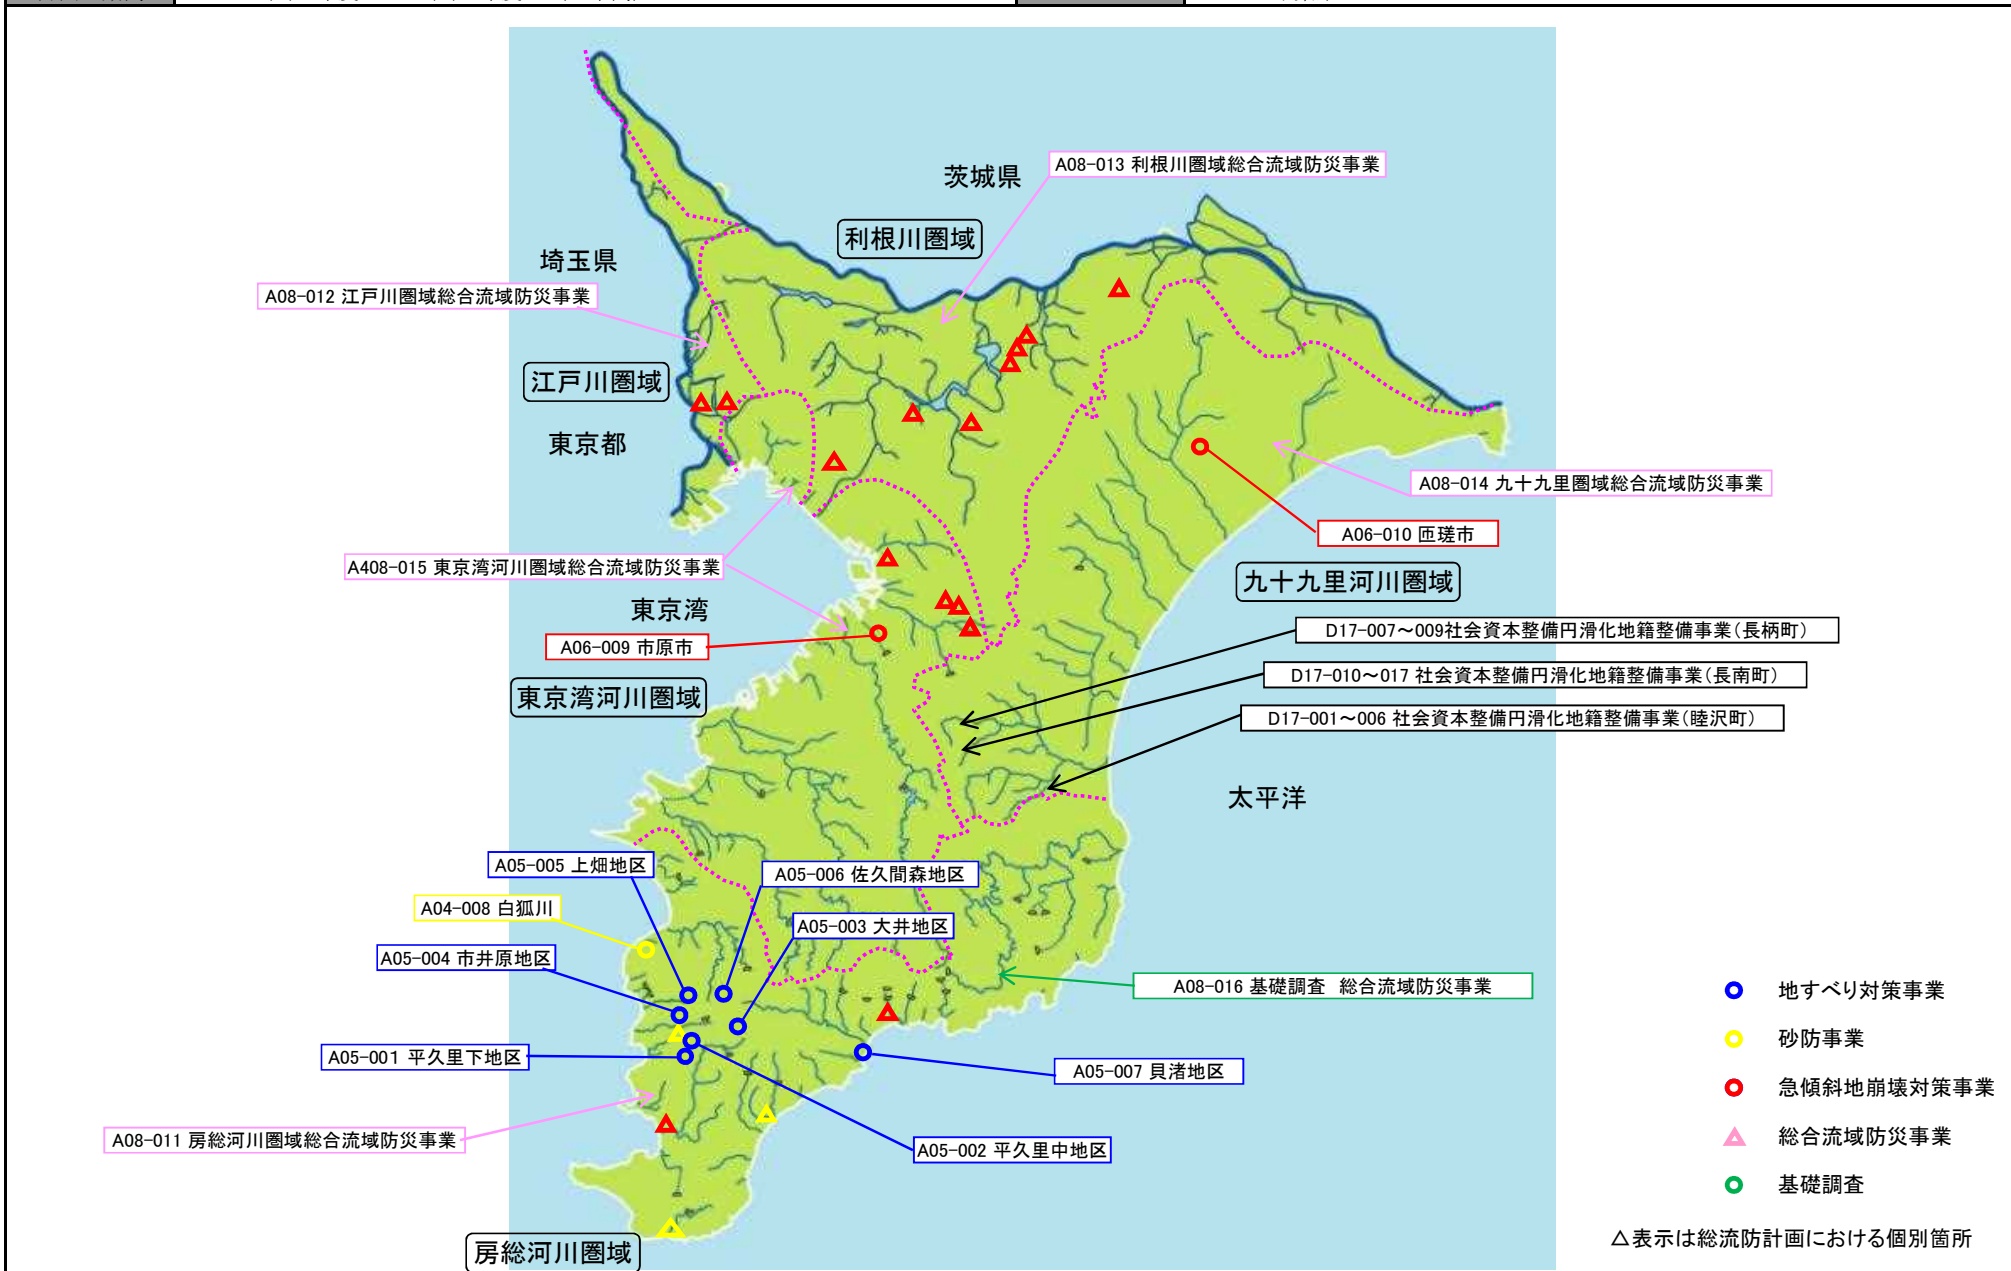 茨城県
A08-013 利根川圏域総合流域防災事業
利根川圏域
埼玉県
A08-012 江戸川圏域総合流域防災事業
江戸川圏域
東京都
A08-014 九十九里圏域総合流域防災事業
A06-010 匝瑳市
A408-015 東京湾河川圏域総合流域防災事業
九十九里河川圏域
東京湾
A06-009 市原市
D17-007～009社会資本整備円滑化地籍整備事業(長柄町)
D17-010～017 社会資本整備円滑化地籍整備事業(長南町)
東京湾河川圏域
D17-001～006 社会資本整備円滑化地籍整備事業(睦沢町)
太平洋
A05-005 上畑地区
A05-006 佐久間森地区
A04-008 白狐川
A05-003 大井地区
A05-004 市井原地区
A08-016 基礎調査 総合流域防災事業
A05-001 平久里下地区
A05-007 貝渚地区
A08-011 房総河川圏域総合流域防災事業
A05-002 平久里中地区
房総河川圏域
地すべり対策事業
砂防事業
急傾斜地崩壊対策事業
総合流域防災事業
基礎調査
△表示は総流防計画における個別箇所